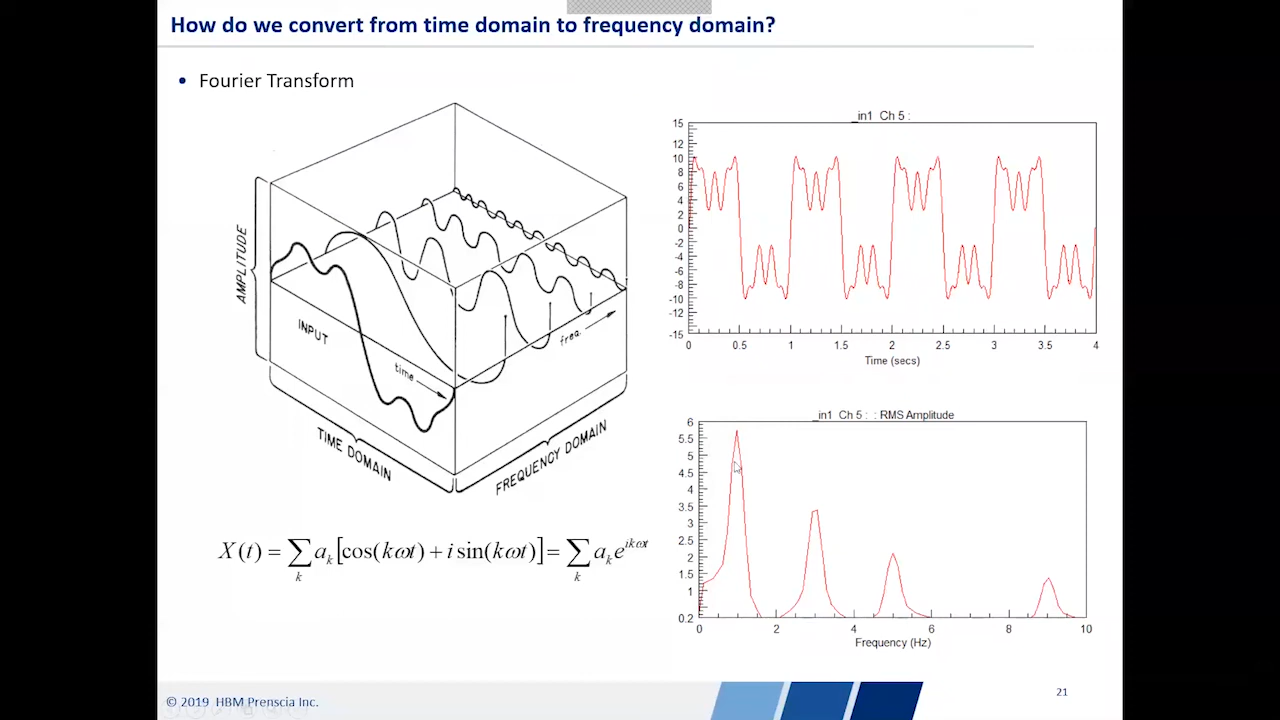 How do we convert from time domain to frequency domain?
• Fourier Transform
AMPLITUDE
INPUT
time
freq.
TIME DOMAIN
FREQUENCY DOMAIN
X(t) = ∑ₖ aₖ[cos(kωt) + i sin(kωt)] = ∑ₖ aₖe^{ikωt}
_in1 Ch 5 :
15
12
10
8
6
4
2
0
-2
-4
-6
-8
-10
-12
-15
0 0.5 1 1.5 2 2.5 3 3.5 4
Time (secs)
_in1 Ch 5 : : RMS Amplitude
6
5.5
5
4.5
4
3.5
3
2.5
2
1.5
1
0.2
0 2 4 6 8 10
Frequency (Hz)
© 2019 HBM Prenscia Inc.
21